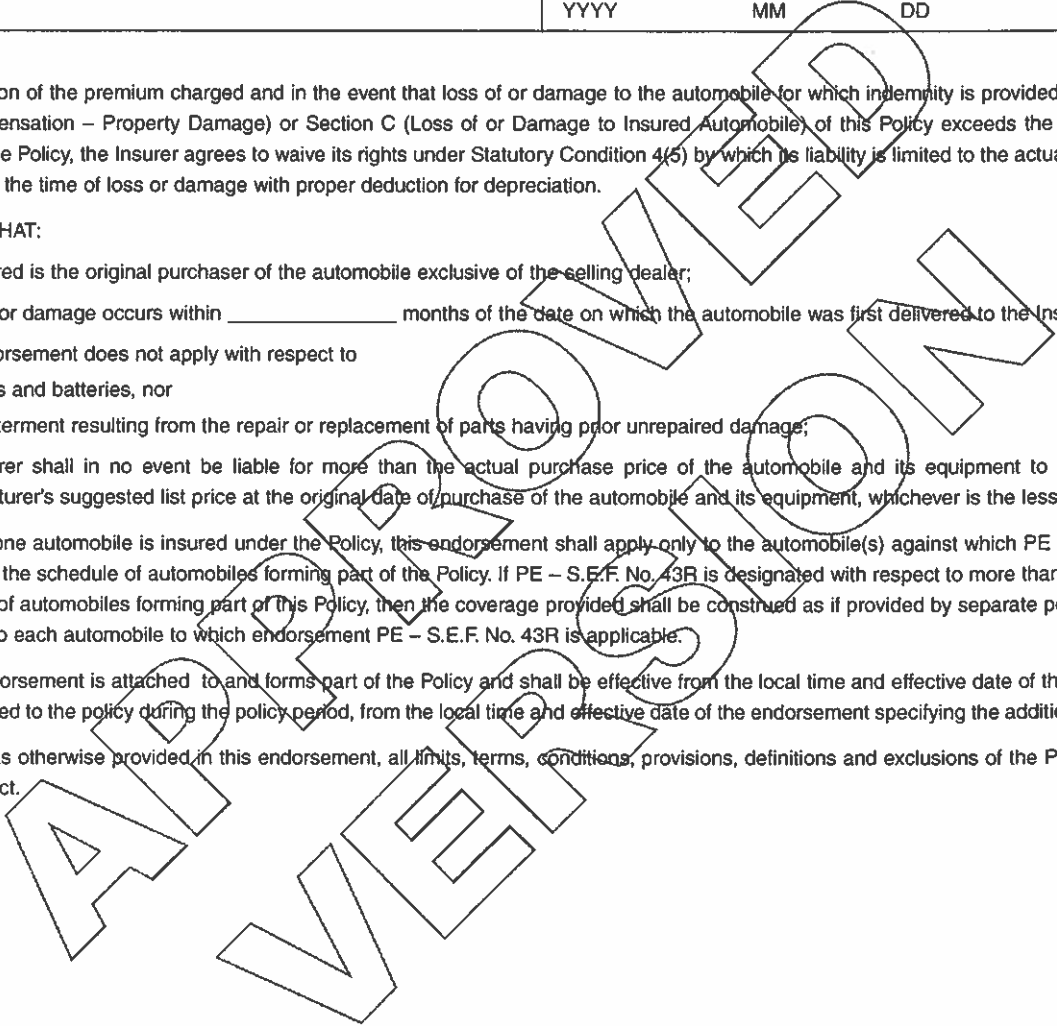 YYYY MM DD
on of the premium charged and in the event that loss of or damage to the automobile for which indemnity is provided
ensation – Property Damage) or Section C (Loss of or Damage to Insured Automobile) of this Policy exceeds the
e Policy, the Insurer agrees to waive its rights under Statutory Condition 4(5) by which its liability is limited to the actua
the time of loss or damage with proper deduction for depreciation.
HAT:
red is the original purchaser of the automobile exclusive of the selling dealer;
or damage occurs within _______________ months of the date on which the automobile was first delivered to the Ins
orsement does not apply with respect to
s and batteries, nor
terment resulting from the repair or replacement of parts having prior unrepaired damage;
rer shall in no event be liable for more than the actual purchase price of the automobile and its equipment to
turer's suggested list price at the original date of purchase of the automobile and its equipment, whichever is the less
one automobile is insured under the Policy, this endorsement shall apply only to the automobile(s) against which PE
the schedule of automobiles forming part of the Policy. If PE – S.E.F. No. 43R is designated with respect to more than
of automobiles forming part of this Policy, then the coverage provided shall be construed as if provided by separate po
o each automobile to which endorsement PE – S.E.F. No. 43R is applicable.
orsement is attached to and forms part of the Policy and shall be effective from the local time and effective date of th
ed to the policy during the policy period, from the local time and effective date of the endorsement specifying the additio
s otherwise provided in this endorsement, all limits, terms, conditions, provisions, definitions and exclusions of the P
ct.
APPROVED
VERSION